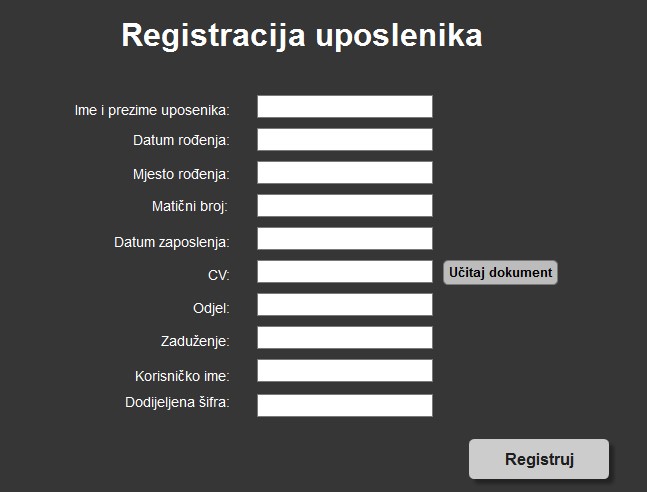 Registracija uposlenika
Ime i prezime uposenika:
Datum rođenja:
Mjesto rođenja:
Matični broj:
Datum zaposlenja:
CV: Učitaj dokument
Odjel:
Zaduženje:
Korisničko ime:
Dodijeljena šifra:
Registruj